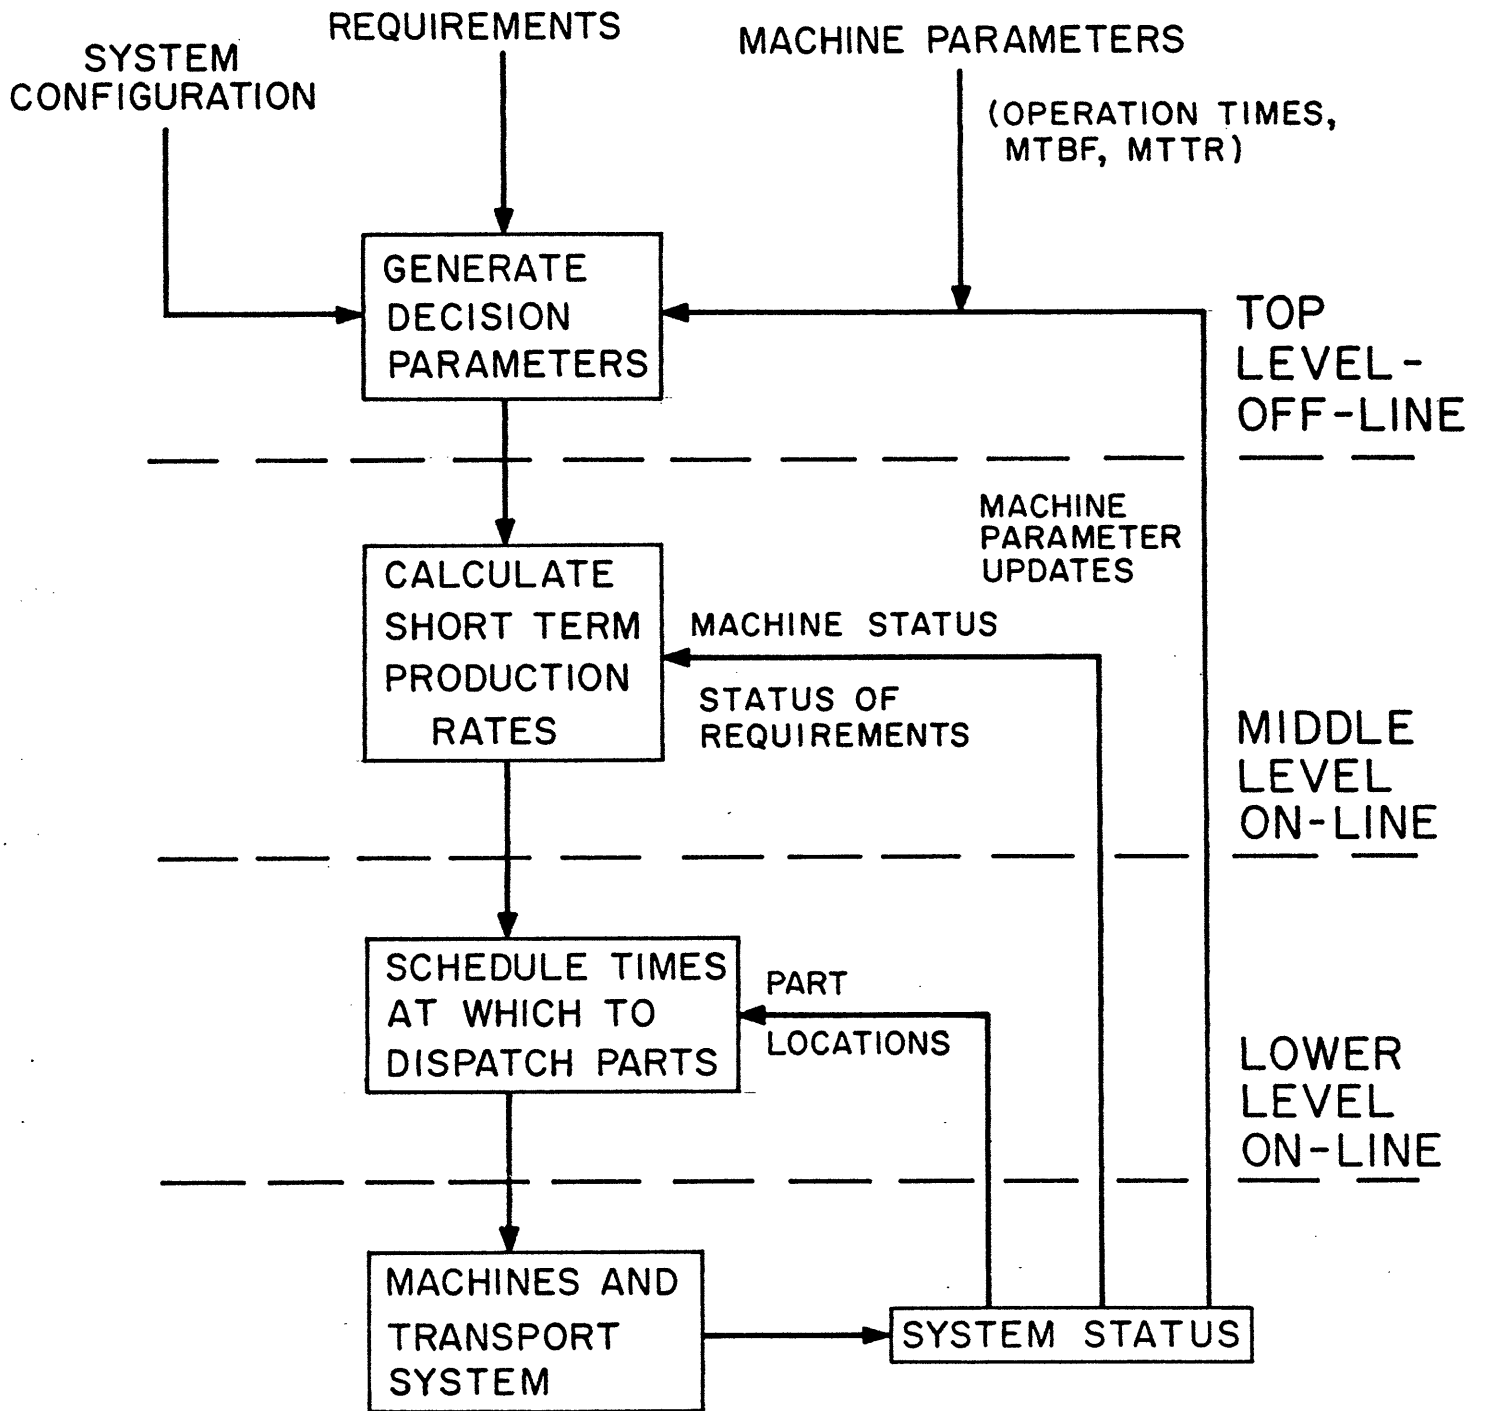 REQUIREMENTS
SYSTEM
CONFIGURATION
MACHINE PARAMETERS
(OPERATION TIMES,
MTBF, MTTR)
GENERATE
DECISION
PARAMETERS
TOP
LEVEL-
OFF-LINE
MACHINE
PARAMETER
UPDATES
CALCULATE
SHORT TERM
PRODUCTION
RATES
MACHINE STATUS
STATUS OF
REQUIREMENTS
MIDDLE
LEVEL
ON-LINE
SCHEDULE TIMES
AT WHICH TO
DISPATCH PARTS
PART
LOCATIONS
LOWER
LEVEL
ON-LINE
MACHINES AND
TRANSPORT
SYSTEM
SYSTEM STATUS